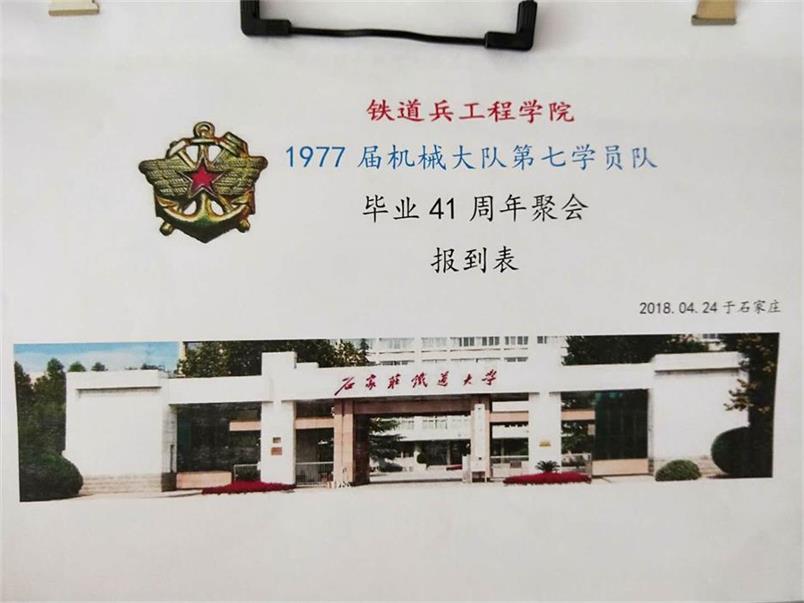 铁道兵工程学院
1977 届机械大队第七学员队
毕业 41 周年聚会
报到表
2018.04.24 于石家庄
石家莊鐵道大学